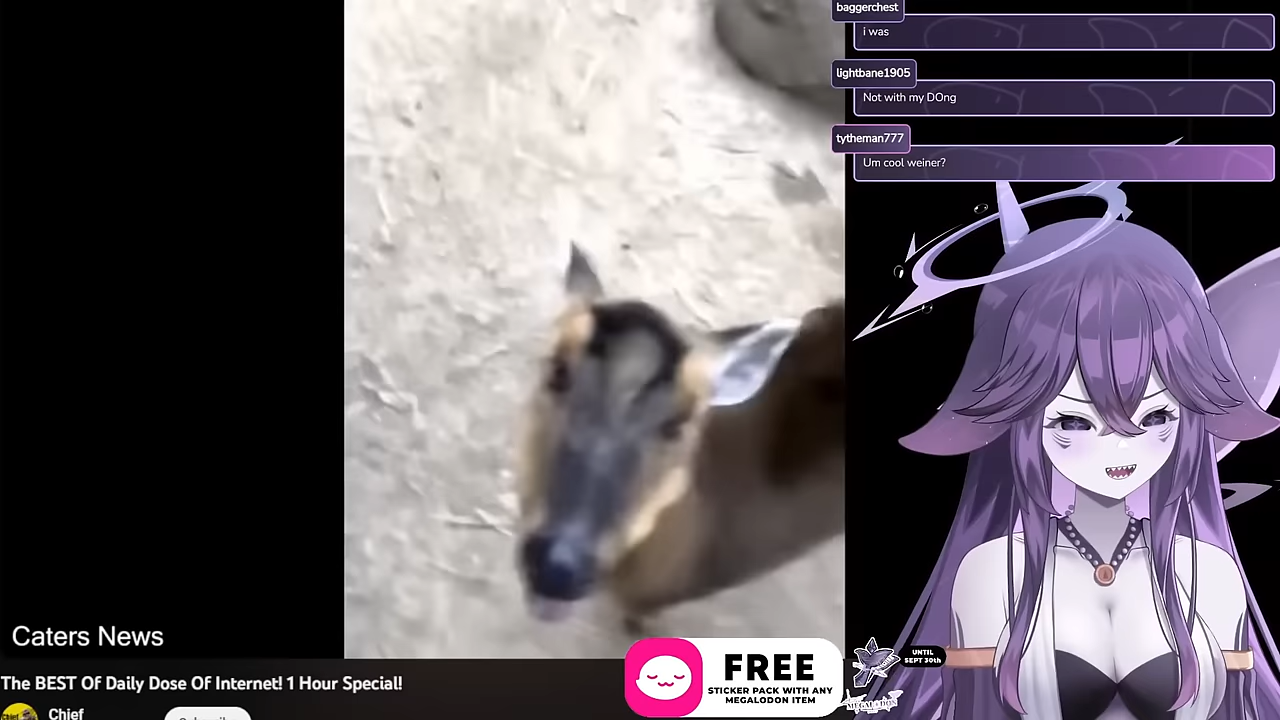 baggerchest
i was
lightbane1905
Not with my DOng
tytheman777
Um cool weiner?
Caters News
The BEST Of Daily Dose Of Internet! 1 Hour Special!
Chief
FREE
STICKER PACK WITH ANY
MEGALODON ITEM
UNTIL
SEPT 30th
MEGALODON